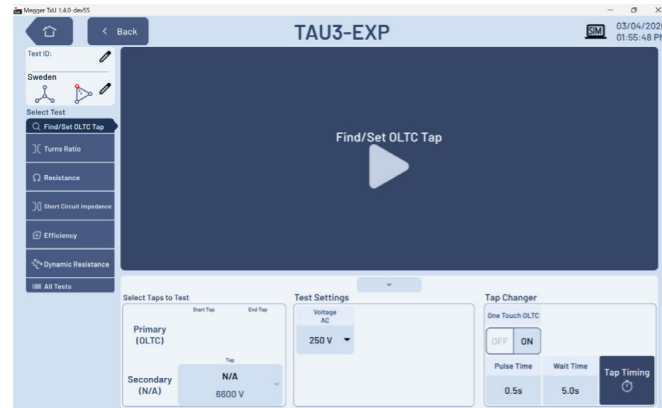 Megger TxU 1.4.0-dev55
Back
TAU3-EXP
SIM
03/04/202
01:55:48 PM
Test ID:
Sweden
Select Test
Find/Set OLTC Tap
Turns Ratio
Resistance
Short Circuit Impedance
Efficiency
Dynamic Resistance
All Tests
Find/Set OLTC Tap
Select Taps to Test
Start Tap End Tap
Primary
(OLTC)
Tap
Secondary
(N/A)
N/A
6600 V
Test Settings
Voltage
AC
250 V
Tap Changer
One Touch OLTC
OFF ON
Pulse Time
0.5s
Wait Time
5.0s
Tap Timing